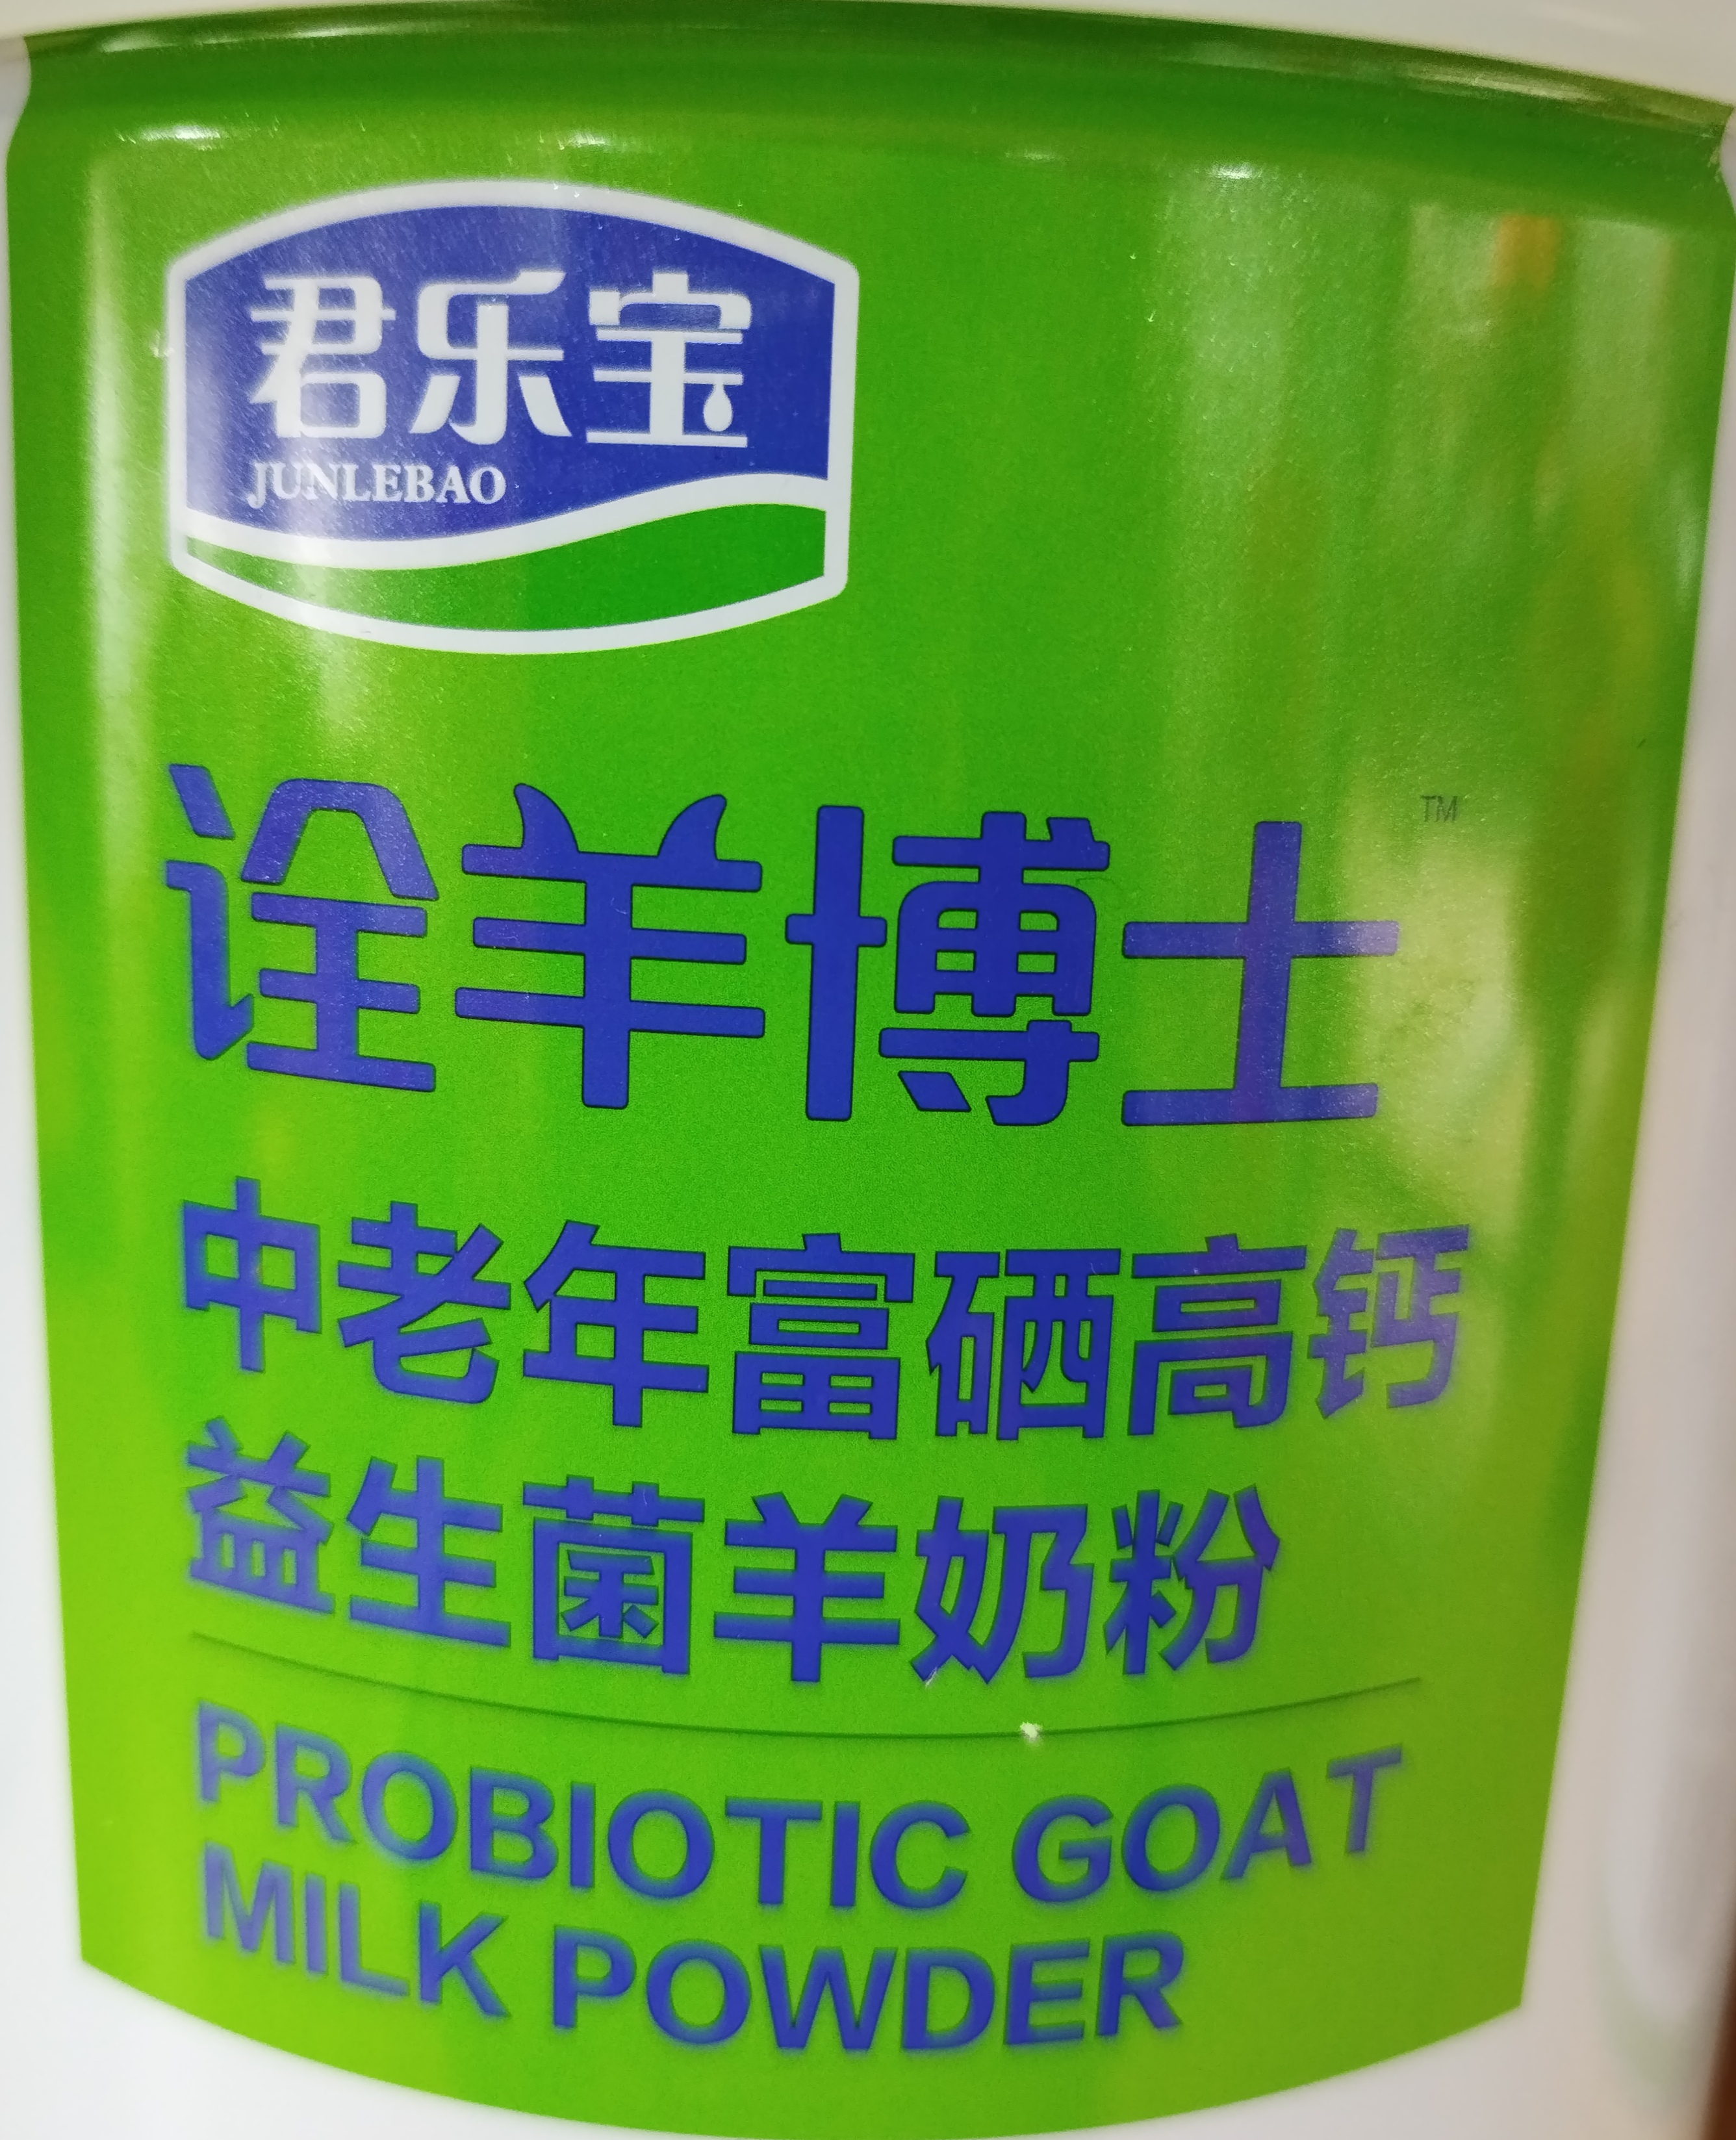 君乐宝
JUNLEBAO
诠羊博士™
中老年富硒高钙
益生菌羊奶粉
PROBIOTIC GOAT
MILK POWDER